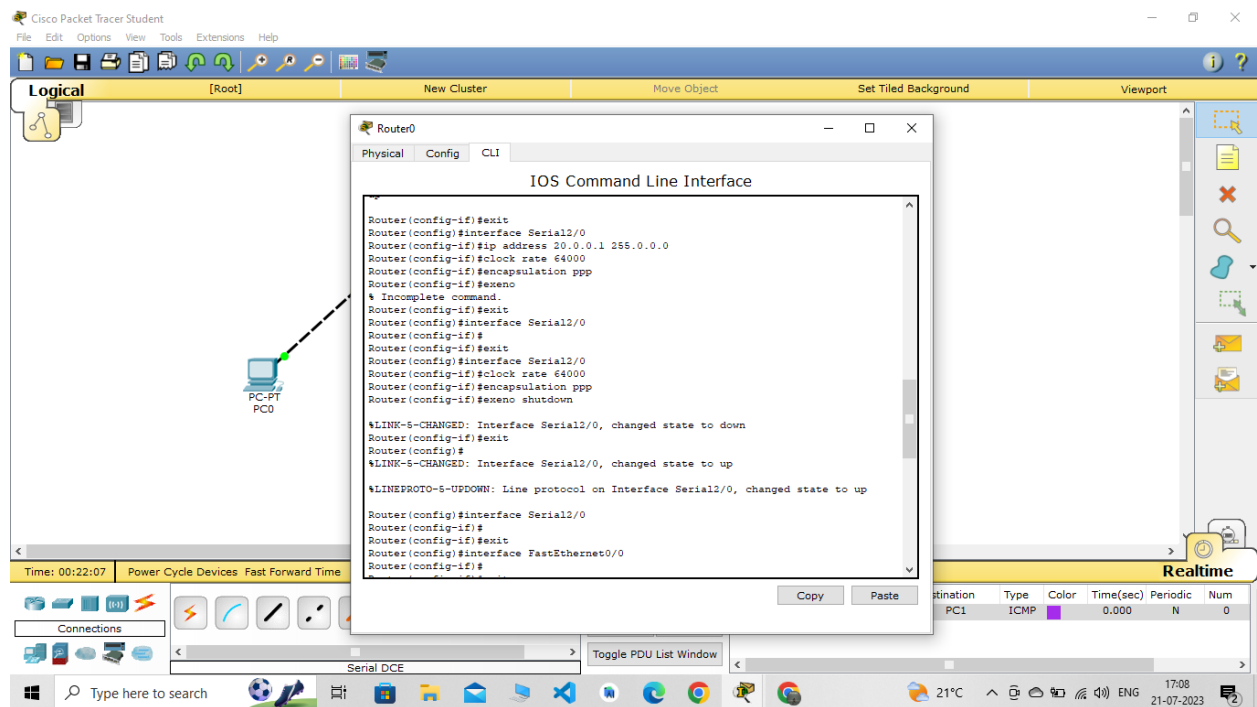 Cisco Packet Tracer Student
File Edit Options View Tools Extensions Help
Logical [Root] New Cluster Move Object Set Tiled Background Viewport
Router0
Physical Config CLI
IOS Command Line Interface
Router(config-if)#exit
Router(config)#interface Serial2/0
Router(config-if)#ip address 20.0.0.1 255.0.0.0
Router(config-if)#clock rate 64000
Router(config-if)#encapsulation ppp
Router(config-if)#exeno
% Incomplete command.
Router(config-if)#exit
Router(config)#interface Serial2/0
Router(config-if)#
Router(config-if)#exit
Router(config)#interface Serial2/0
Router(config-if)#clock rate 64000
Router(config-if)#encapsulation ppp
Router(config-if)#exeno shutdown
%LINK-5-CHANGED: Interface Serial2/0, changed state to down
Router(config-if)#exit
Router(config)#
%LINK-5-CHANGED: Interface Serial2/0, changed state to up
%LINEPROTO-5-UPDOWN: Line protocol on Interface Serial2/0, changed state to up
Router(config)#interface Serial2/0
Router(config-if)#
Router(config-if)#exit
Router(config)#interface FastEthernet0/0
Router(config-if)#
Copy Paste
PC-PT
PC0
Time: 00:22:07 Power Cycle Devices Fast Forward Time
Realtime
Connections
Serial DCE
Toggle PDU List Window
stination Type Color Time(sec) Periodic Num
PC1 ICMP 0.000 N 0
Type here to search
21°C ENG
17:08
21-07-2023
2